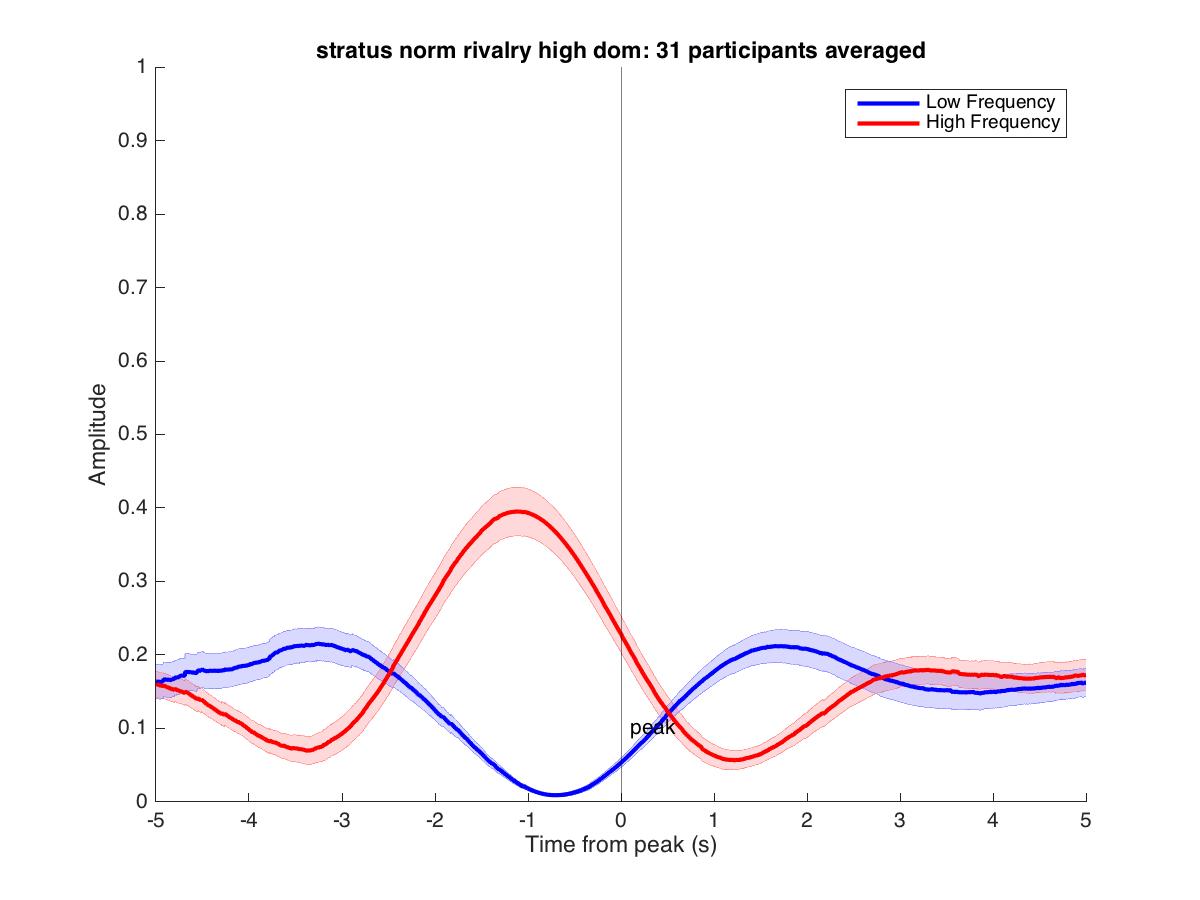 stratus norm rivalry high dom: 31 participants averaged
Low Frequency
High Frequency
1
0.9
0.8
0.7
0.6
0.5
0.4
0.3
0.2
0.1
0
Amplitude
peak
-5 -4 -3 -2 -1 0 1 2 3 4 5
Time from peak (s)